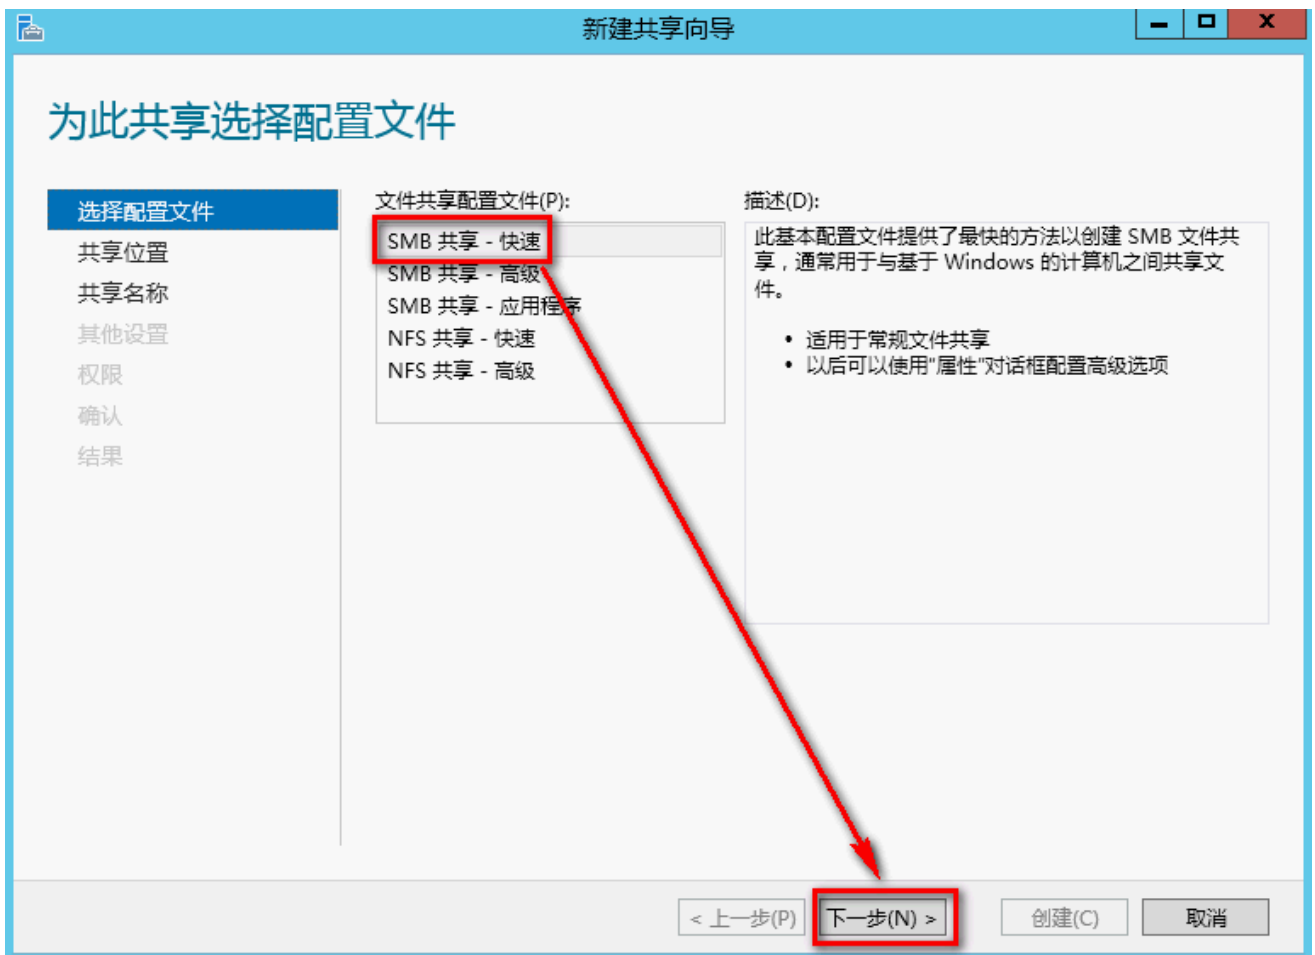 新建共享向导
为此共享选择配置文件
选择配置文件
共享位置
共享名称
其他设置
权限
确认
结果
文件共享配置文件(P):
SMB 共享 - 快速
SMB 共享 - 高级
SMB 共享 - 应用程序
NFS 共享 - 快速
NFS 共享 - 高级
描述(D):
此基本配置文件提供了最快的方法以创建 SMB 文件共
享，通常用于与基于 Windows 的计算机之间共享文
件。
• 适用于常规文件共享
• 以后可以使用"属性"对话框配置高级选项
< 上一步(P)
下一步(N) >
创建(C)
取消